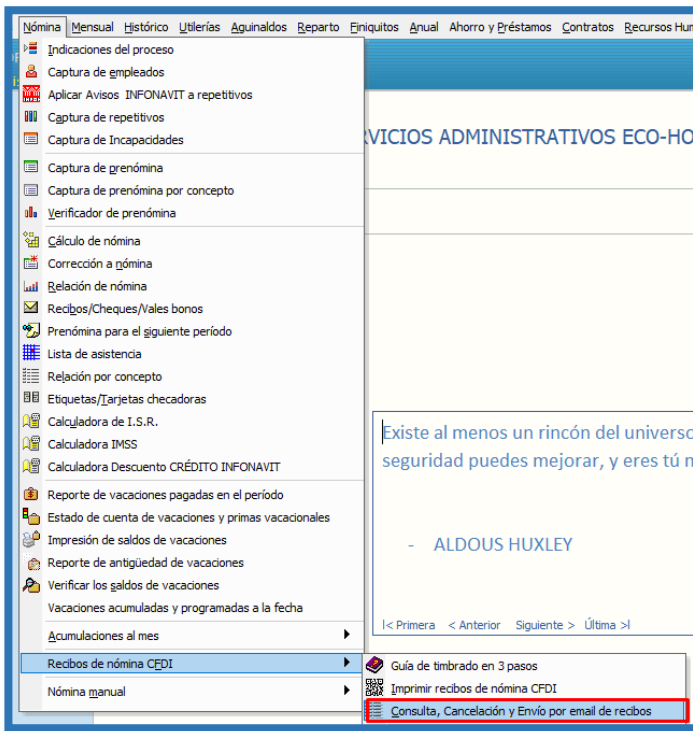 Nómina Mensual Histórico Utilerías Aguinaldos Reparto Finiquitos Anual Ahorro y Préstamos Contratos Recursos Hum
Indicaciones del proceso
Captura de empleados
Aplicar Avisos INFONAVIT a repetitivos
Captura de repetitivos
Captura de Incapacidades
Captura de prenómina
Captura de prenómina por concepto
Verificador de prenómina
Cálculo de nómina
Corrección a nómina
Relación de nómina
Recibos/Cheques/Vales bonos
Prenómina para el siguiente período
Lista de asistencia
Relación por concepto
Etiquetas/Tarjetas checadoras
Calculadora de I.S.R.
Calculadora IMSS
Calculadora Descuento CRÉDITO INFONAVIT
Reporte de vacaciones pagadas en el período
Estado de cuenta de vacaciones y primas vacacionales
Impresión de saldos de vacaciones
Reporte de antigüedad de vacaciones
Verificar los saldos de vacaciones
Vacaciones acumuladas y programadas a la fecha
Acumulaciones al mes
Recibos de nómina CFDI
Nómina manual
RVICIOS ADMINISTRATIVOS ECO-HO
Existe al menos un rincón del universo
seguridad puedes mejorar, y eres tú m
- ALDOUS HUXLEY
|< Primera < Anterior Siguiente > Última >|
Guía de timbrado en 3 pasos
Imprimir recibos de nómina CFDI
Consulta, Cancelación y Envío por email de recibos